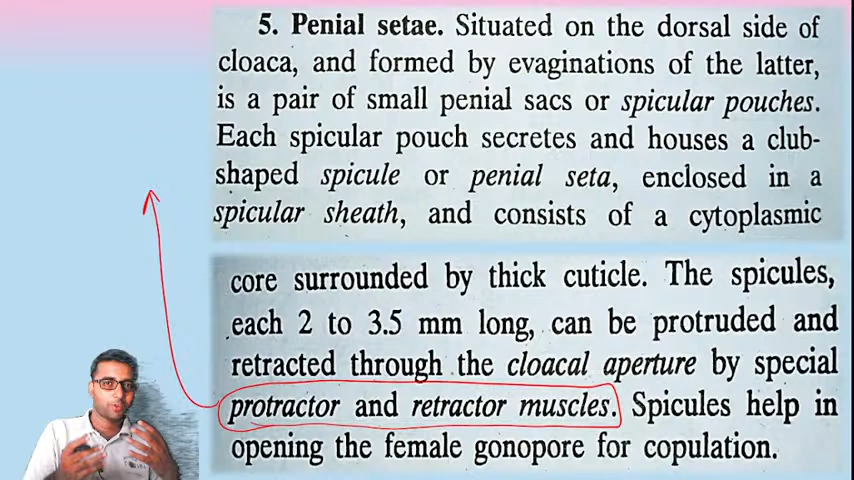 5. Penial setae. Situated on the dorsal side of
cloaca, and formed by evaginations of the latter,
is a pair of small penial sacs or spicular pouches.
Each spicular pouch secretes and houses a club-
shaped spicule or penial seta, enclosed in a
spicular sheath, and consists of a cytoplasmic
core surrounded by thick cuticle. The spicules,
each 2 to 3.5 mm long, can be protruded and
retracted through the cloacal aperture by special
protractor and retractor muscles. Spicules help in
opening the female gonopore for copulation.